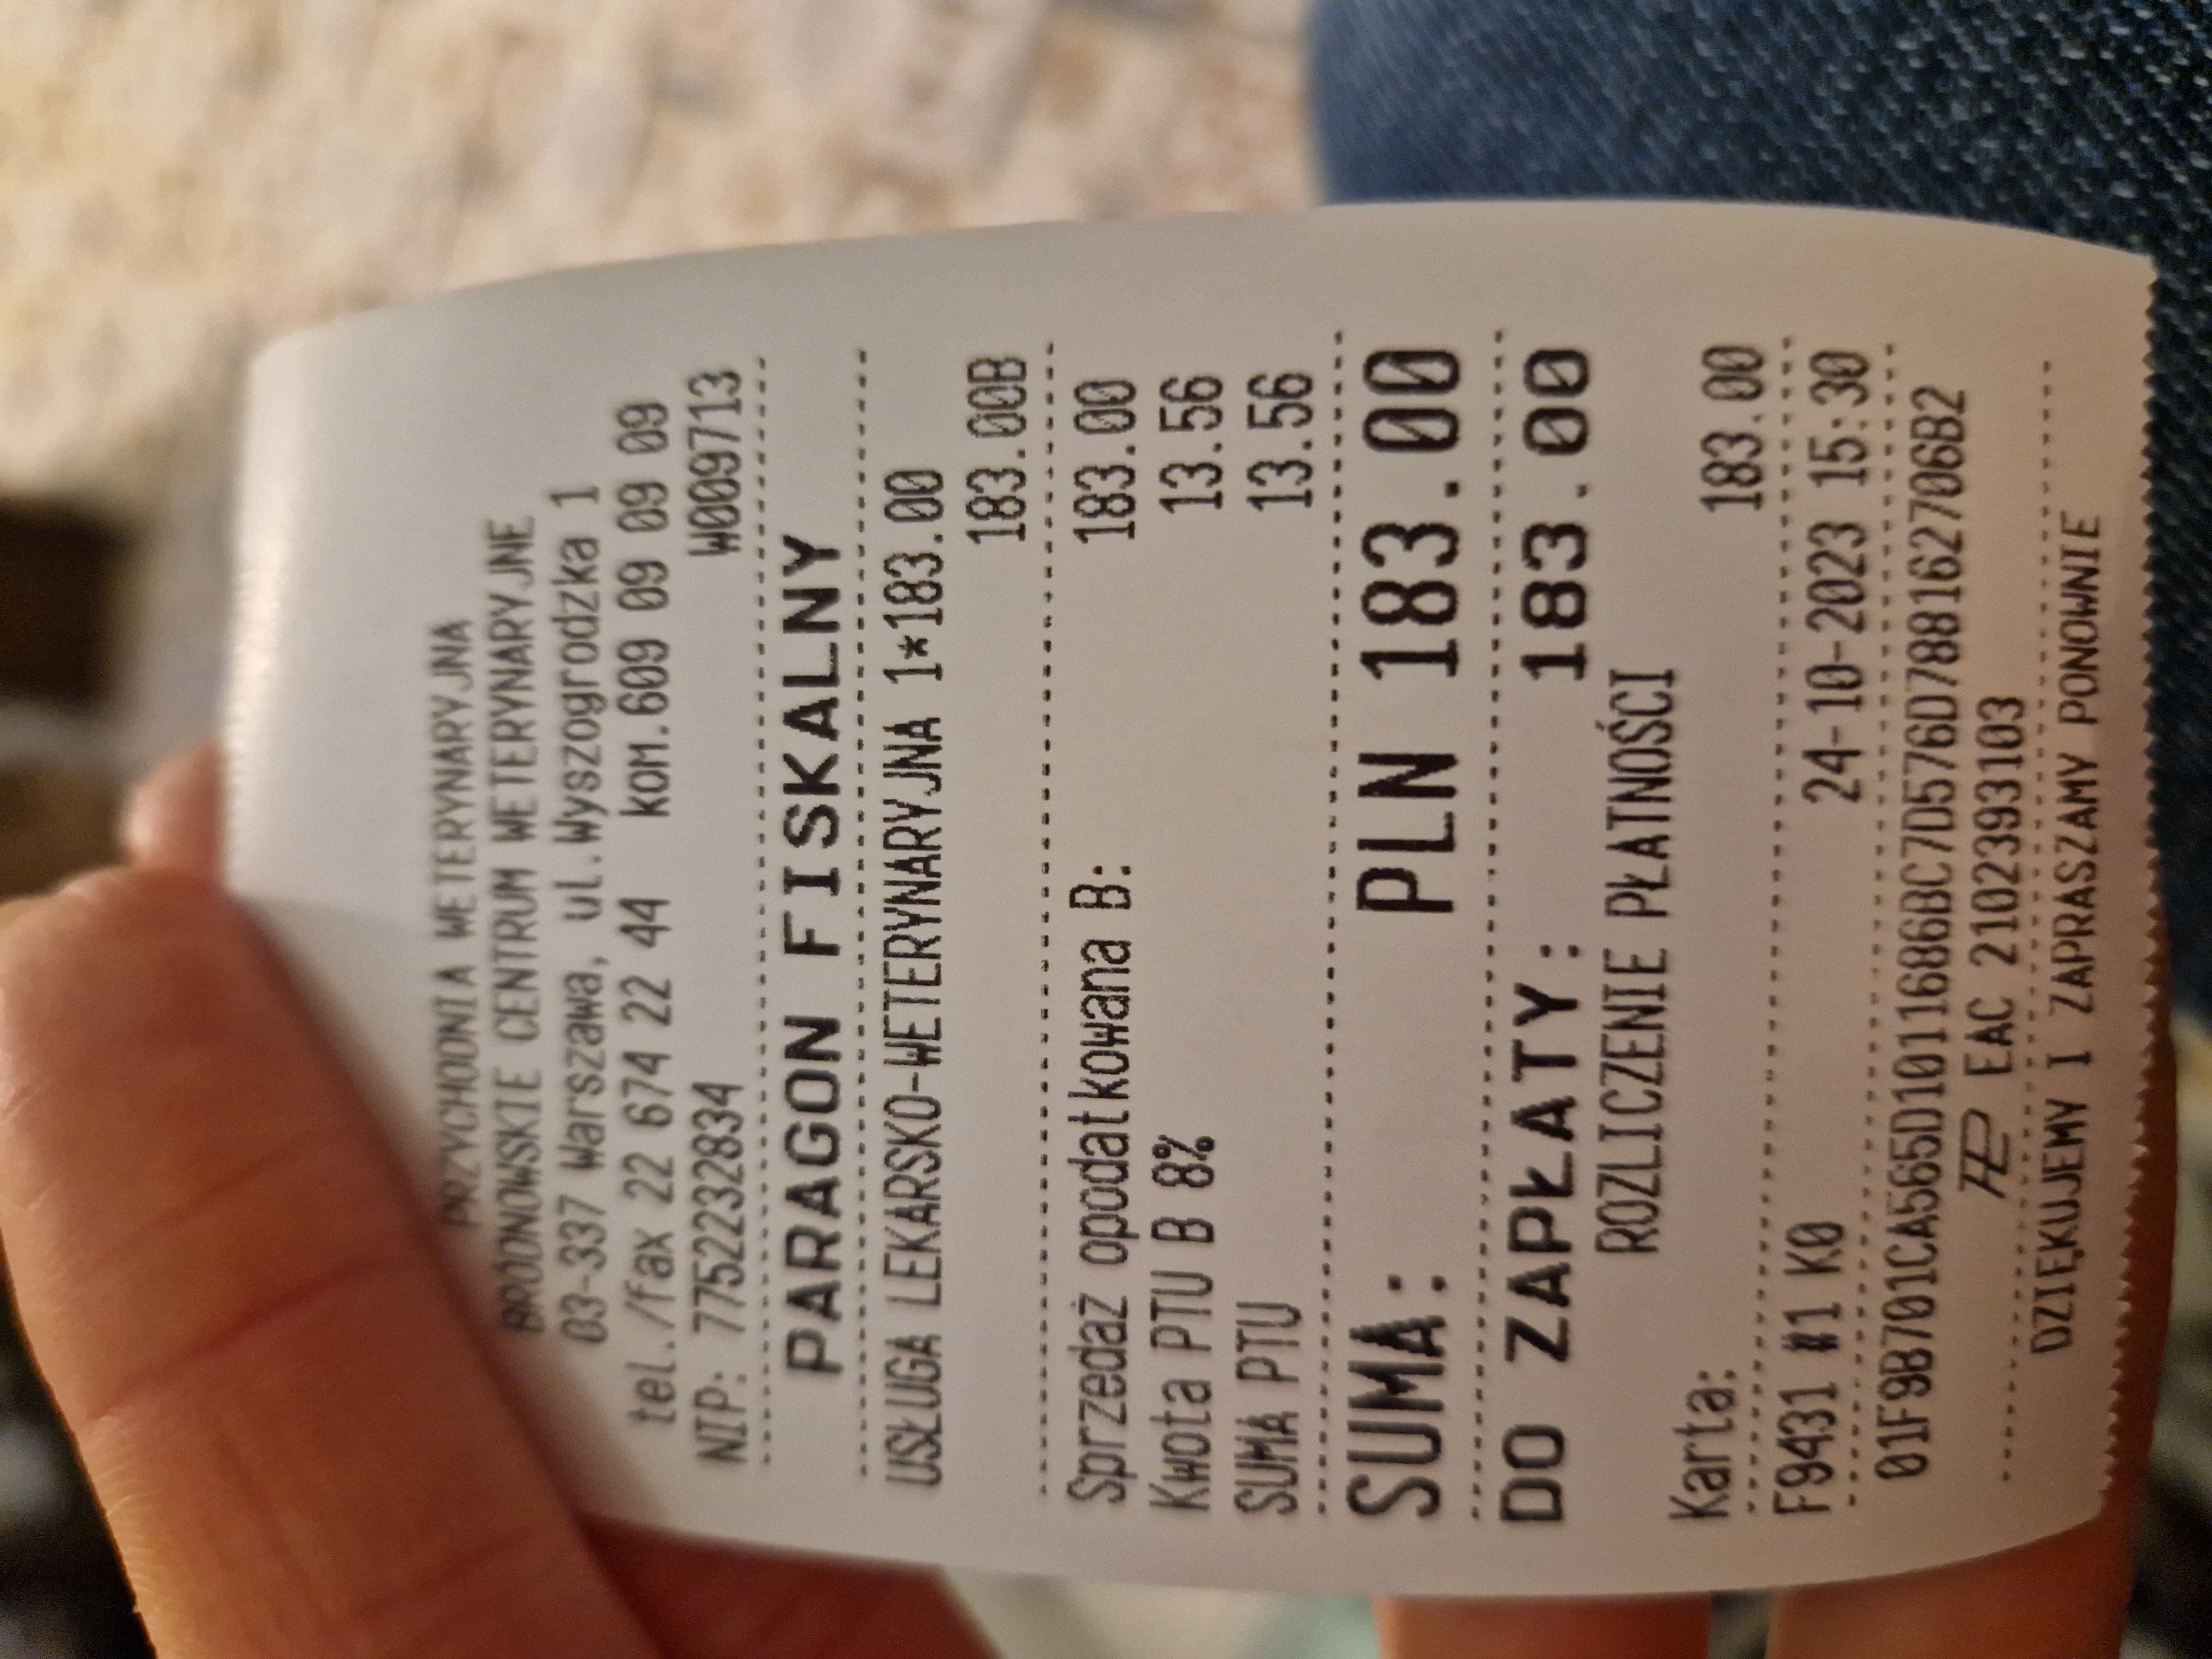 PRZYCHODNIA WETERYNARYJNA
BRÓDNOWSKIE CENTRUM WETERYNARYJNE
03-337 Warszawa, ul.Wyszogrodzka 1
tel./fax 22 674 22 44 kom.609 09 09 09
NIP: 7752232834 W009713
PARAGON FISKALNY
USŁUGA LEKARSKO-WETERYNARYJNA 1*183.00
183.00B
Sprzedaż opodatkowana B: 183.00
Kwota PTU B 8% 13.56
SUMA PTU 13.56
SUMA: PLN 183.00
DO ZAPŁATY: 183.00
ROZLICZENIE PŁATNOŚCI
Karta: 183.00
F9431 #1 K0 24-10-2023 15:30
01F9B701CA565D1011686BC7D576D788162706B2
EAC 2102393103
DZIĘKUJEMY I ZAPRASZAMY PONOWNIE